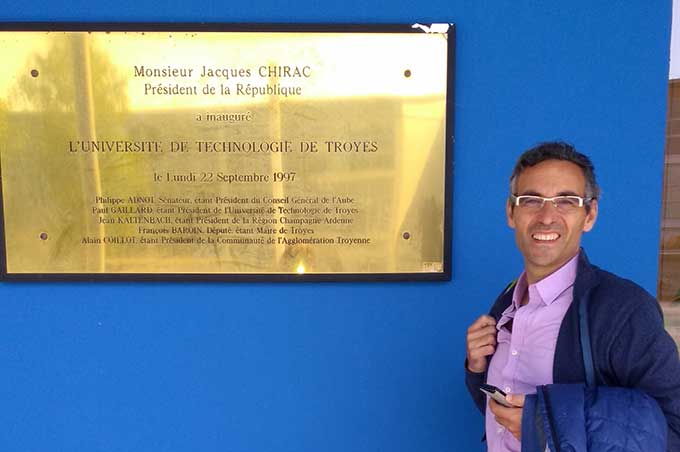 Monsieur Jacques CHIRAC
Président de la République
a inauguré
L'UNIVERSITE DE TECHNOLOGIE DE TROYES
le Lundi 22 Septembre 1997
Philippe ADNOT, Sénateur, étant Président du Conseil Général de l'Aube
Paul GAILLARD, étant Président de l'Université de Technologie de Troyes
Jean KALTENBACH, étant Président de la Région Champagne-Ardenne
François BAROIN, Député, étant Maire de Troyes
Alain COILLOT, étant Président de la Communauté de l'Agglomération Troyenne